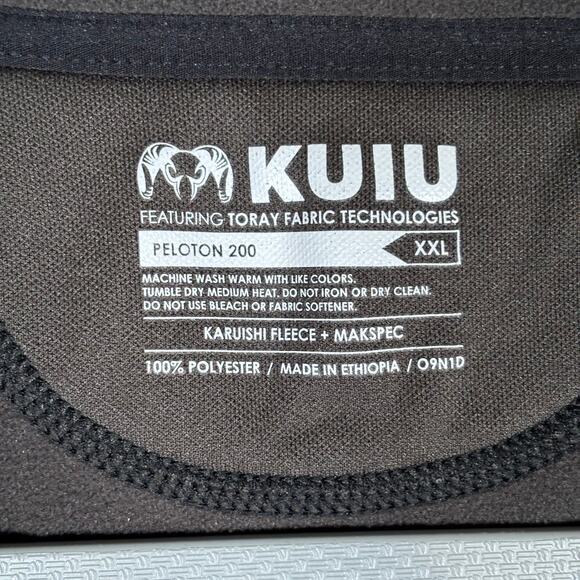 KUIU
FEATURING TORAY FABRIC TECHNOLOGIES
PELOTON 200 XXL
MACHINE WASH WARM WITH LIKE COLORS.
TUMBLE DRY MEDIUM HEAT. DO NOT IRON OR DRY CLEAN.
DO NOT USE BLEACH OR FABRIC SOFTENER.
KARUISHI FLEECE + MAKSPEC
100% POLYESTER / MADE IN ETHIOPIA / O9N1D